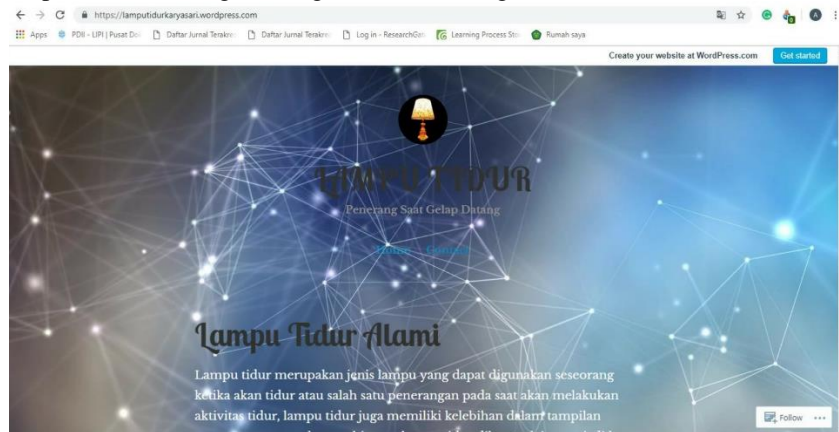 https://lamputidurkaryasari.wordpress.com
Apps PDII - LIPI | Pusat Do Daftar Jurnal Terakre Daftar Jurnal Terakre Log in - ResearchGat Learning Process Sto Rumah saya
Create your website at WordPress.com Get started
LAMPU TIDUR
Penerang Saat Gelap Datang
Home Contact
Lampu Tidur Alami
Lampu tidur merupakan jenis lampu yang dapat digunakan seseorang
ketika akan tidur atau salah satu penerangan pada saat akan melakukan
aktivitas tidur, lampu tidur juga memiliki kelebihan dalam tampilan
Follow